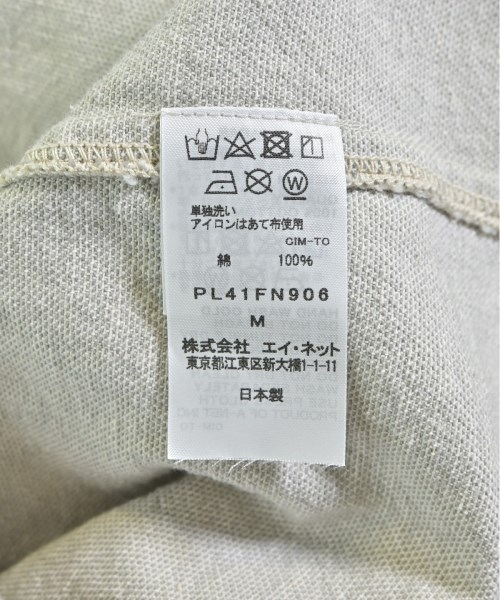 W
単独洗い
アイロンはあて布使用
CIM-TO
綿 100%
PL41FN906
M
株式会社 エイ・ネット
東京都江東区新大橋1-1-11
日本製